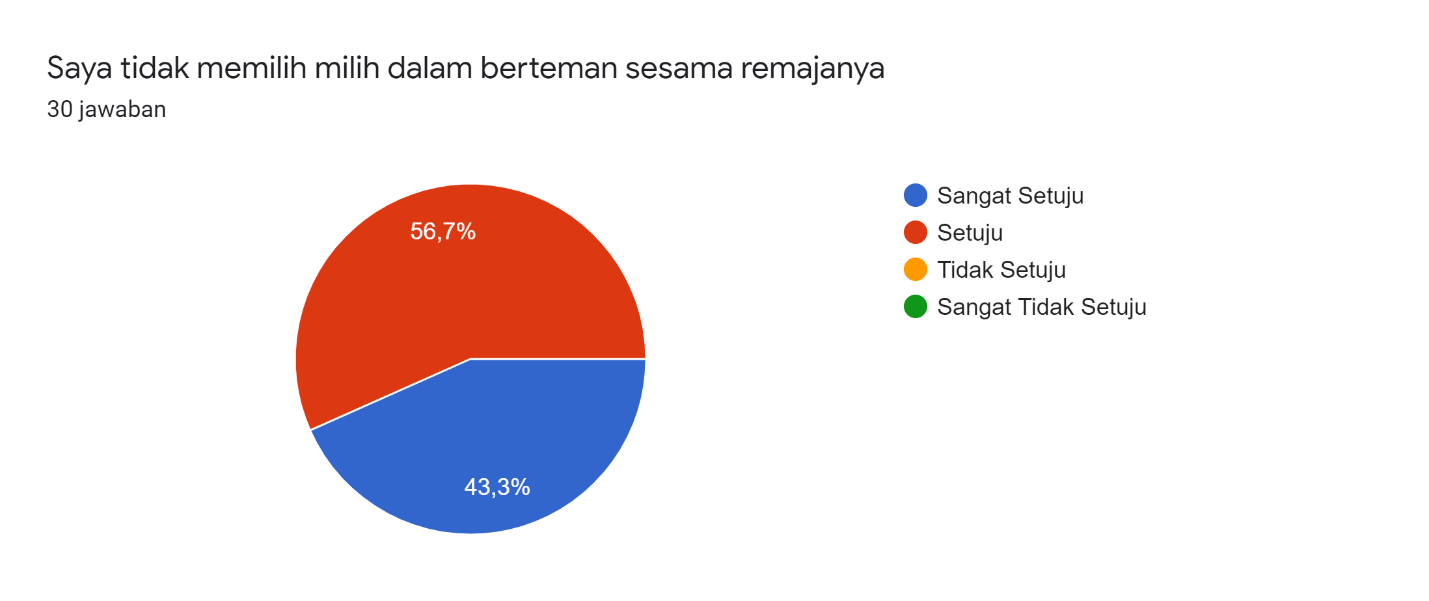 Saya tidak memilih milih dalam berteman sesama remajanya
30 jawaban
56,7%
43,3%
Sangat Setuju
Setuju
Tidak Setuju
Sangat Tidak Setuju